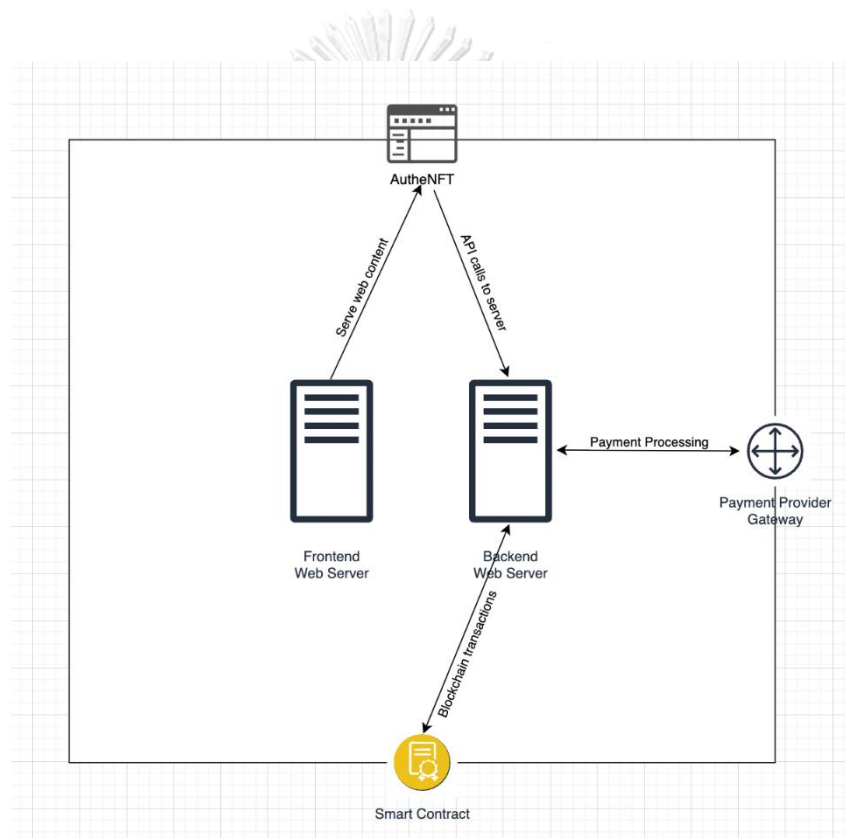 AutheNFT
Serve web content
API calls to server
Payment Processing
Payment Provider
Gateway
Frontend
Web Server
Backend
Web Server
Blockchain transactions
Smart Contract